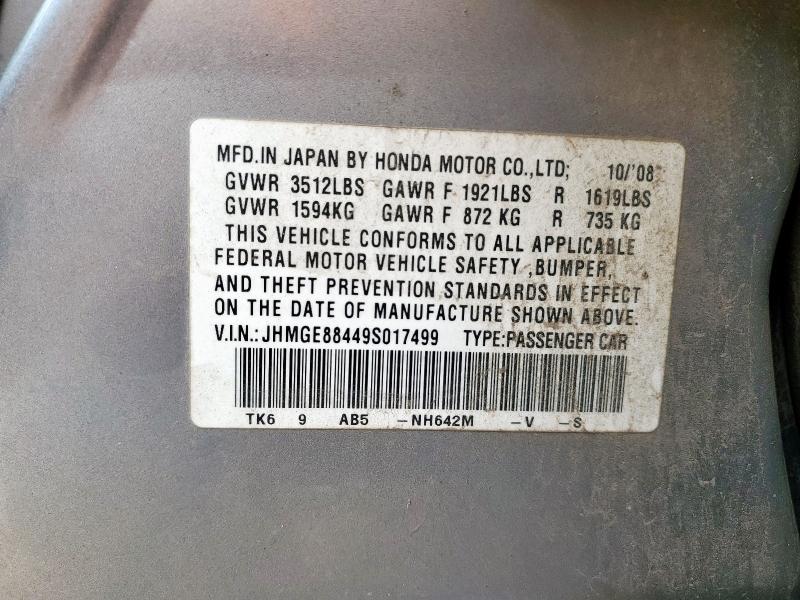 MFD.IN JAPAN BY HONDA MOTOR CO.,LTD; 10/'08
GVWR 3512LBS GAWR F 1921LBS R 1619LBS
GVWR 1594KG GAWR F 872 KG R 735 KG
THIS VEHICLE CONFORMS TO ALL APPLICABLE
FEDERAL MOTOR VEHICLE SAFETY ,BUMPER,
AND THEFT PREVENTION STANDARDS IN EFFECT
ON THE DATE OF MANUFACTURE SHOWN ABOVE.
V.I.N.:JHMGE88449S017499 TYPE:PASSENGER CAR
TK6 9 AB5 -NH642M -V -S